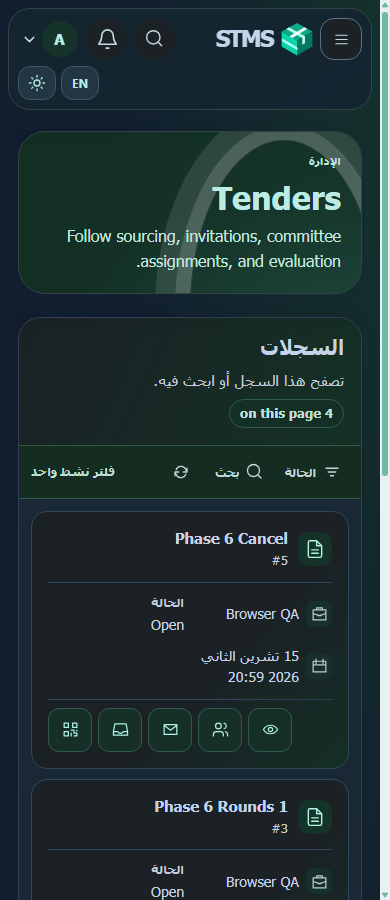 STMS
A
EN
الإدارة
Tenders
Follow sourcing, invitations, committee
assignments, and evaluation.
السجلات
تصفح هذا السجل أو ابحث فيه.
4 on this page
الحالة
بحث
فلتر نشط واحد
Phase 6 Cancel
#5
Browser QA
الحالة
Open
15 تشرين الثاني
2026 20:59
Phase 6 Rounds 1
#3
Browser QA
الحالة
Open